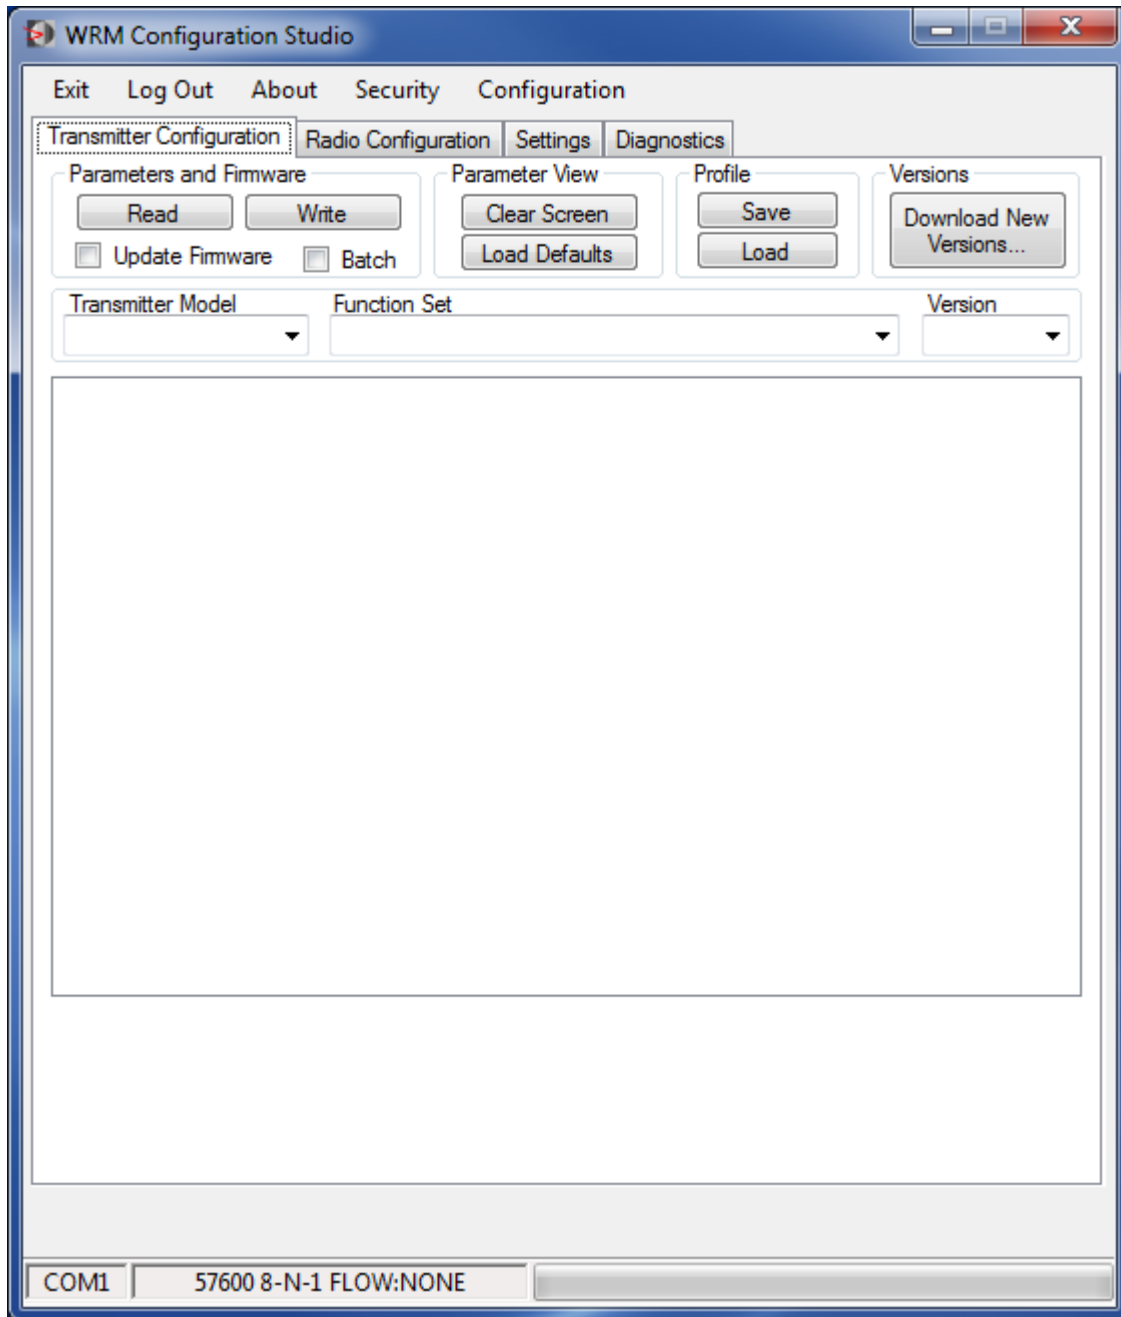 WRM Configuration Studio
Exit Log Out About Security Configuration
Transmitter Configuration Radio Configuration Settings Diagnostics
Parameters and Firmware Parameter View Profile Versions
Read Write Clear Screen Save Download New
Versions...
Update Firmware Batch Load Defaults Load
Transmitter Model Function Set Version
COM1 57600 8-N-1 FLOW:NONE